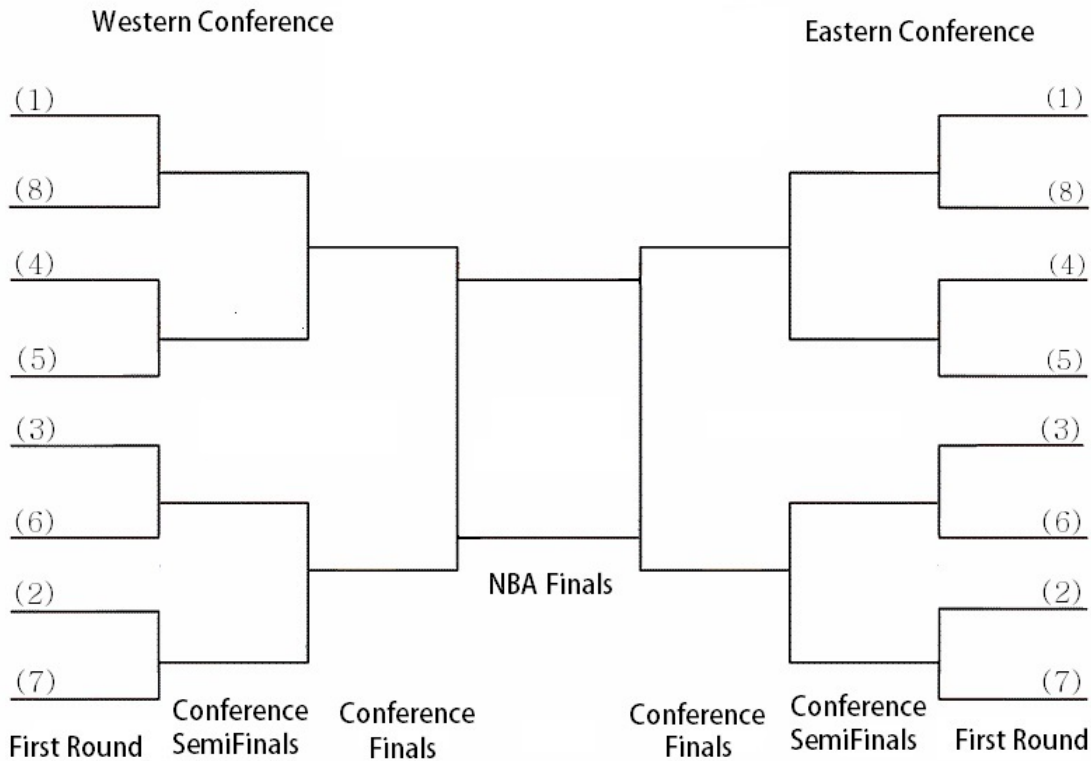 Western Conference
Eastern Conference
(1)
(8)
(4)
(5)
(3)
(6)
(2)
(7)
(1)
(8)
(4)
(5)
(3)
(6)
(2)
(7)
NBA Finals
First Round
Conference
SemiFinals
Conference
Finals
Conference
Finals
Conference
SemiFinals
First Round